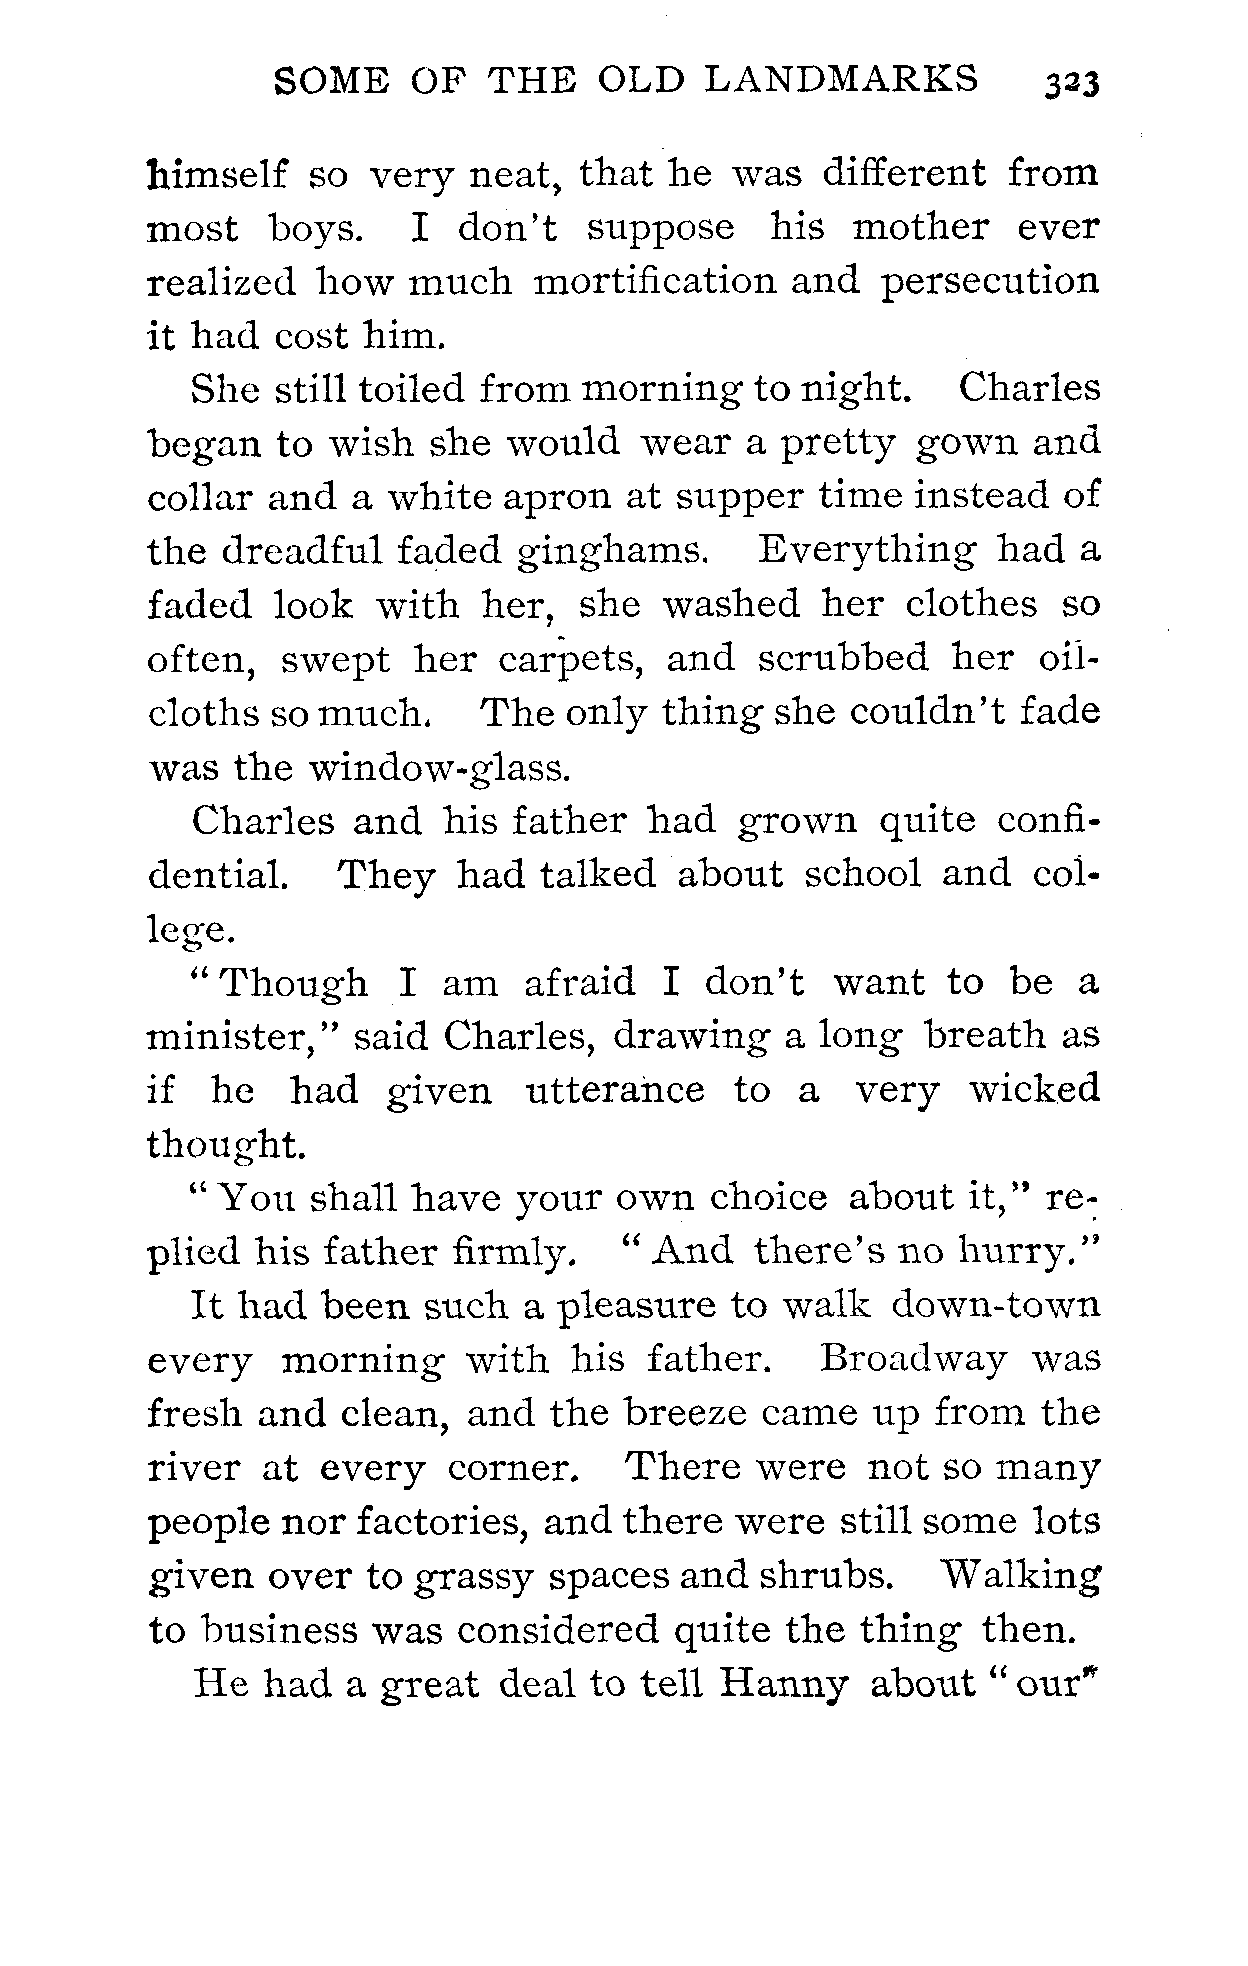 SOME OF THE OLD LANDMARKS 323
himself so very neat, that he was different from
most boys. I don't suppose his mother ever
realized how much mortification and persecution
it had cost him.
She still toiled from morning to night. Charles
began to wish she would wear a pretty gown and
collar and a white apron at supper time instead of
the dreadful faded ginghams. Everything had a
faded look with her, she washed her clothes so
often, swept her carpets, and scrubbed her oil-
cloths so much. The only thing she couldn't fade
was the window-glass.
Charles and his father had grown quite confi-
dential. They had talked about school and col-
lege.
"Though I am afraid I don't want to be a
minister," said Charles, drawing a long breath as
if he had given utterance to a very wicked
thought.
"You shall have your own choice about it," re-
plied his father firmly. "And there's no hurry."
It had been such a pleasure to walk down-town
every morning with his father. Broadway was
fresh and clean, and the breeze came up from the
river at every corner. There were not so many
people nor factories, and there were still some lots
given over to grassy spaces and shrubs. Walking
to business was considered quite the thing then.
He had a great deal to tell Hanny about "our"